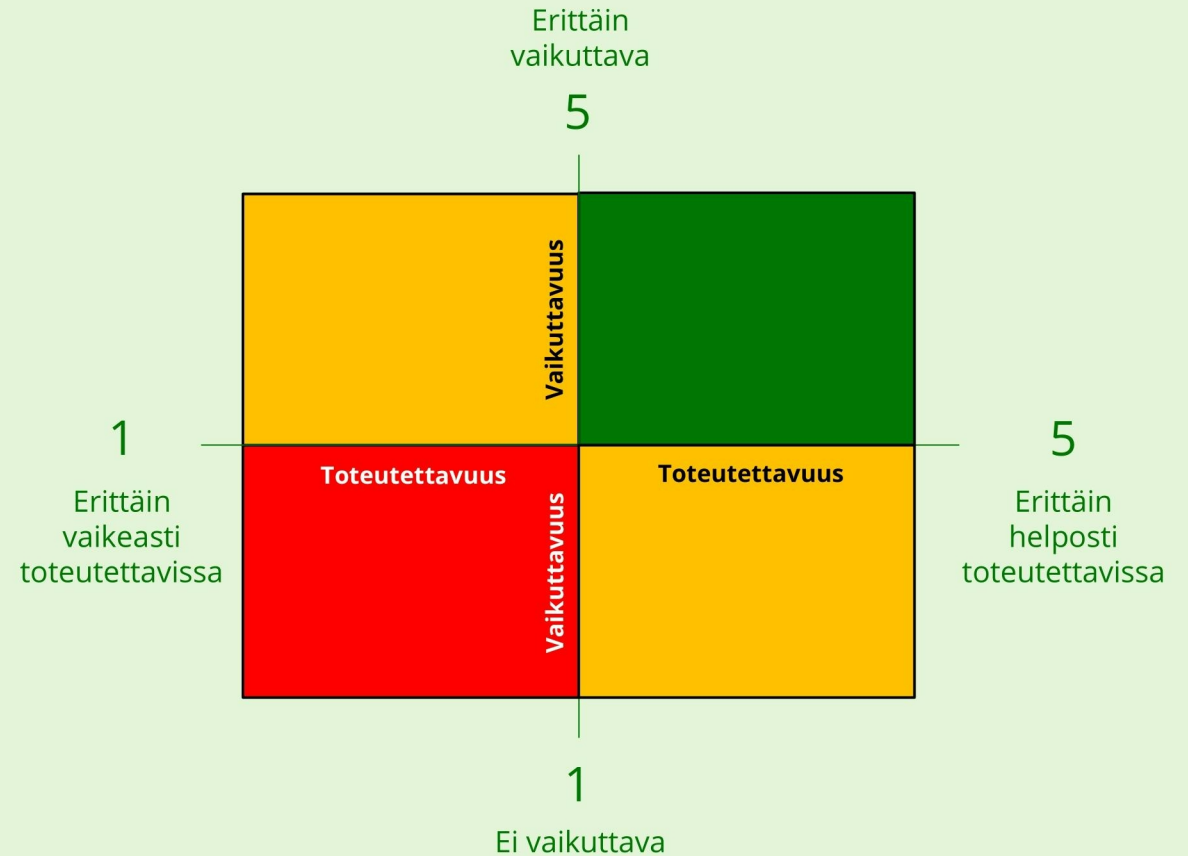 Erittäin
vaikuttava
5
Vaikuttavuus
1
Erittäin
vaikeasti
toteutettavissa
Toteutettavuus
Vaikuttavuus
Toteutettavuus
5
Erittäin
helposti
toteutettavissa
1
Ei vaikuttava